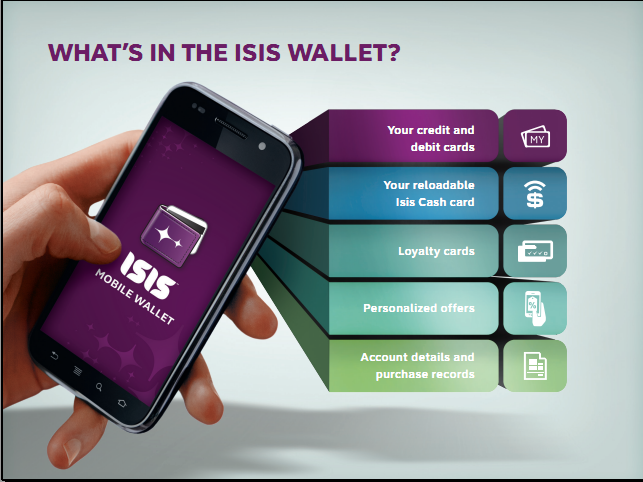 WHAT'S IN THE ISIS WALLET?
Your credit and
debit cards
MY
Your reloadable
Isis Cash card
$
Loyalty cards
ISIS
MOBILE WALLET
Personalized offers
%
Account details and
purchase records